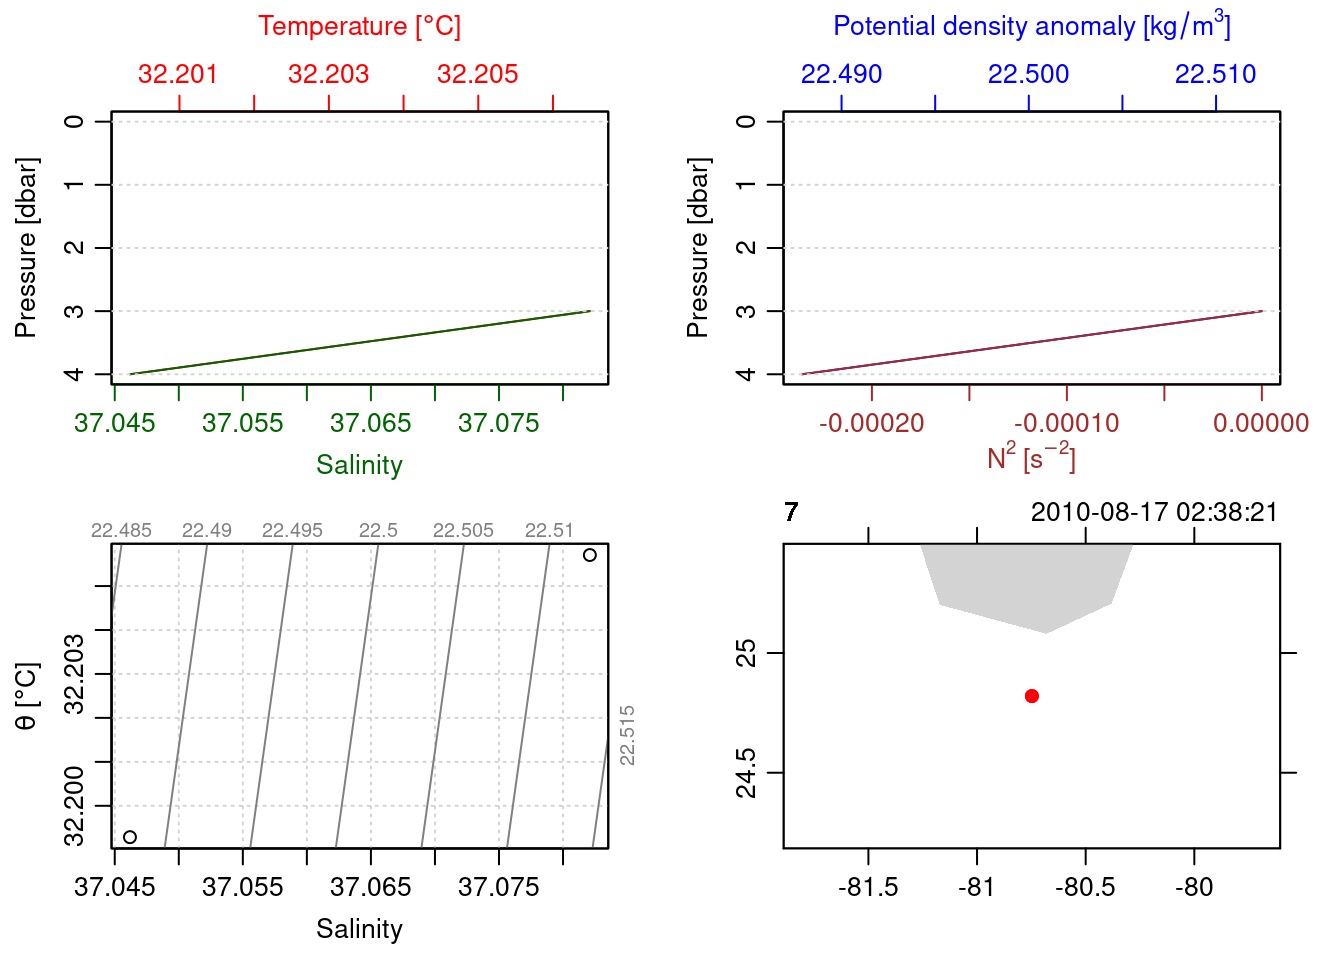 Temperature [°C]
32.201 32.203 32.205
0
1
2
3
4
Pressure [dbar]
37.045 37.055 37.065 37.075
Salinity
Potential density anomaly [kg/m³]
22.490 22.500 22.510
0
1
2
3
4
Pressure [dbar]
-0.00020 -0.00010 0.00000
N² [s⁻²]
22.485 22.49 22.495 22.5 22.505 22.51
22.515
32.203
32.200
θ [°C]
37.045 37.055 37.065 37.075
Salinity
7 2010-08-17 02:38:21
25
24.5
-81.5 -81 -80.5 -80